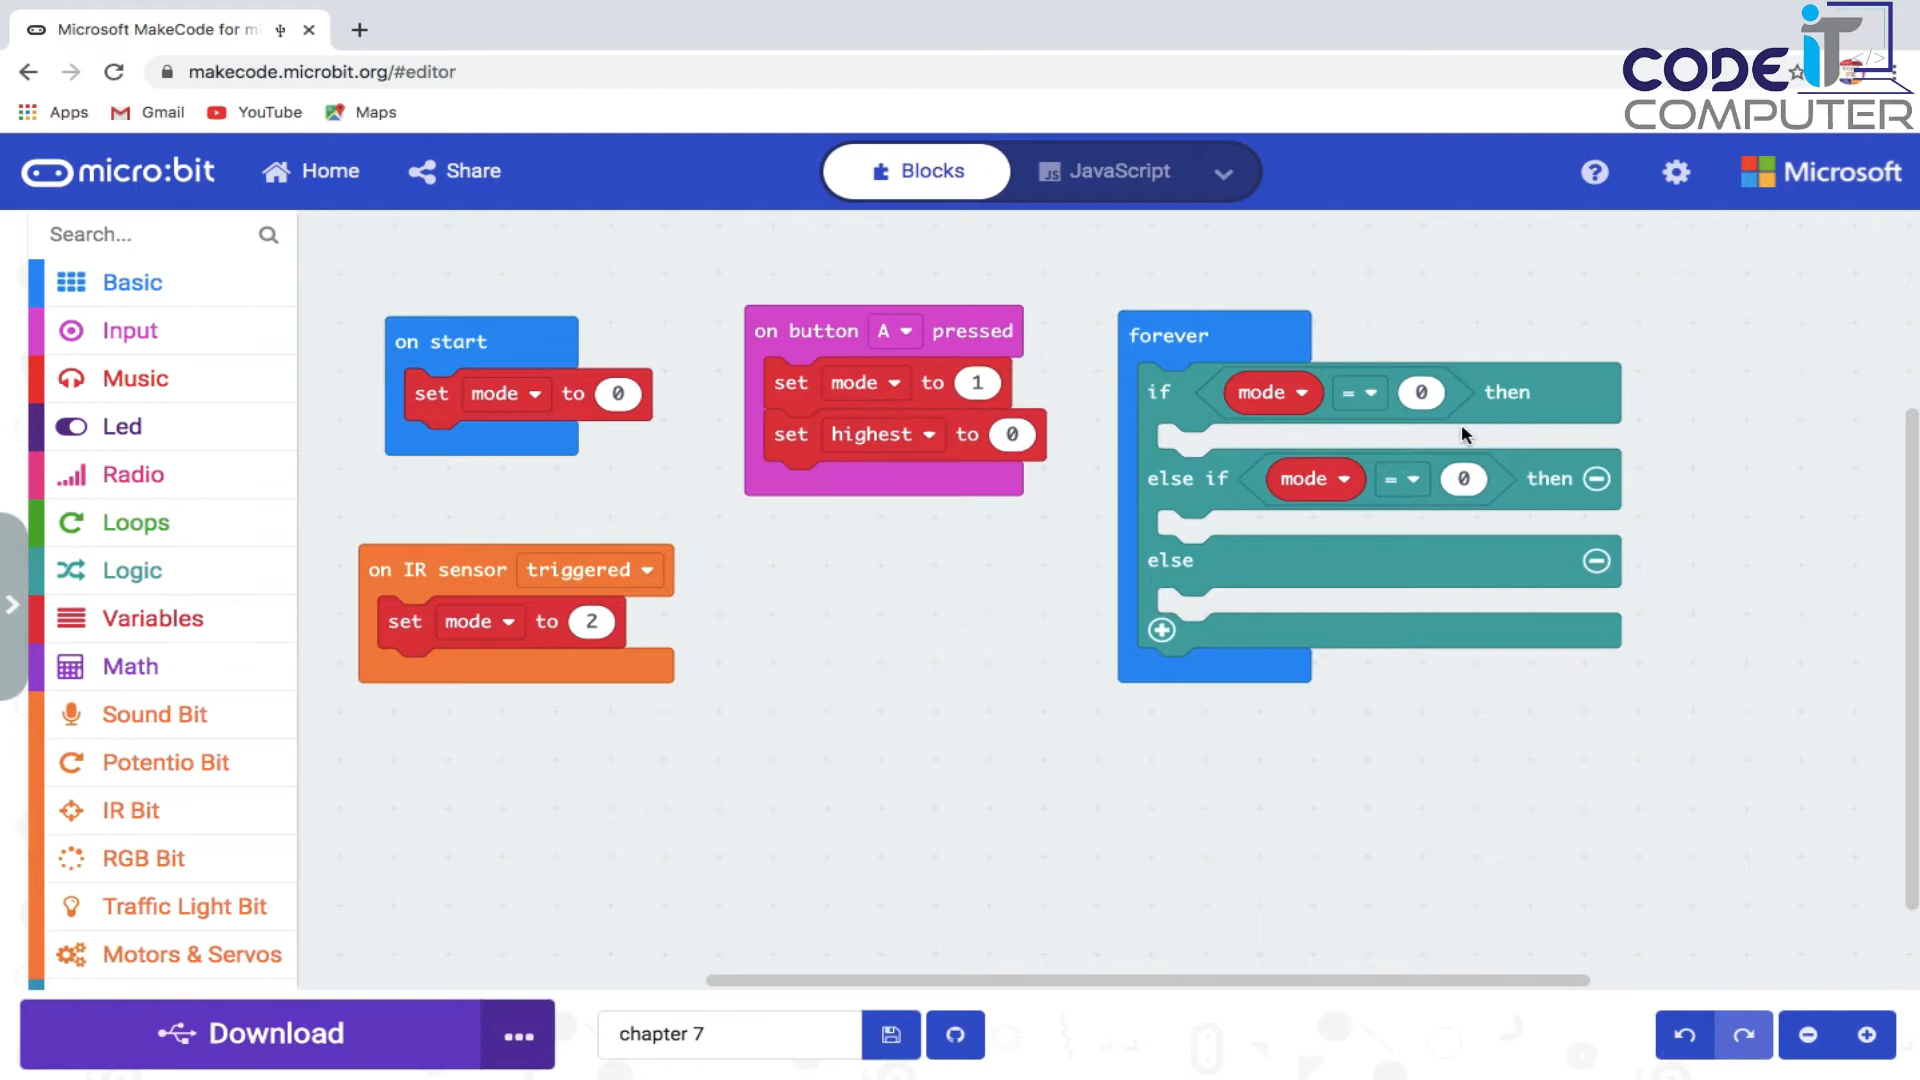 Microsoft MakeCode for mi
makecode.microbit.org/#editor
Apps
Gmail
YouTube
Maps
CODE iT
</>
COMPUTER
micro:bit
Home
Share
Blocks
JS JavaScript
?
Microsoft
Search...
Basic
Input
Music
Led
Radio
Loops
Logic
Variables
Math
Sound Bit
Potentio Bit
IR Bit
RGB Bit
Traffic Light Bit
Motors & Servos
on start
set mode to 0
on button A pressed
set mode to 1
set highest to 0
on IR sensor triggered
set mode to 2
forever
if mode = 0 then
else if mode = 0 then
else
Download
...
chapter 7